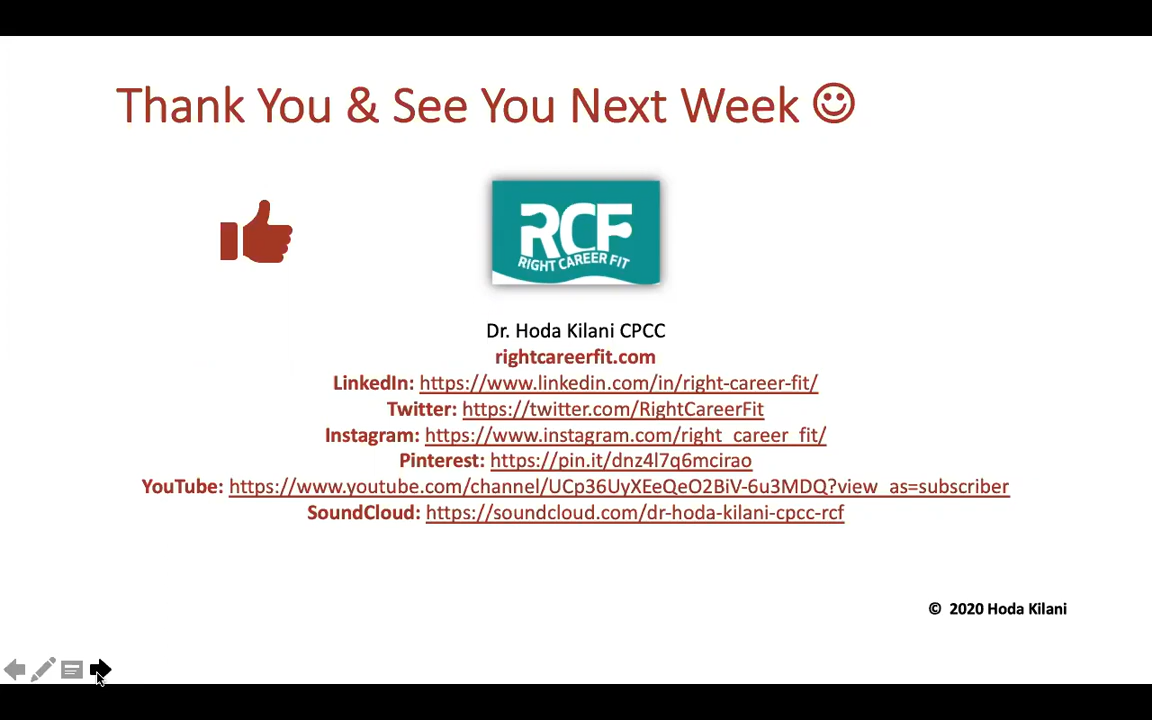 Thank You & See You Next Week ☺
RCF
RIGHT CAREER FIT
Dr. Hoda Kilani CPCC
rightcareerfit.com
LinkedIn: https://www.linkedin.com/in/right-career-fit/
Twitter: https://twitter.com/RightCareerFit
Instagram: https://www.instagram.com/right_career_fit/
Pinterest: https://pin.it/dnz4l7q6mcirao
YouTube: https://www.youtube.com/channel/UCp36UyXEeQeO2BiV-6u3MDQ?view_as=subscriber
SoundCloud: https://soundcloud.com/dr-hoda-kilani-cpcc-rcf
© 2020 Hoda Kilani